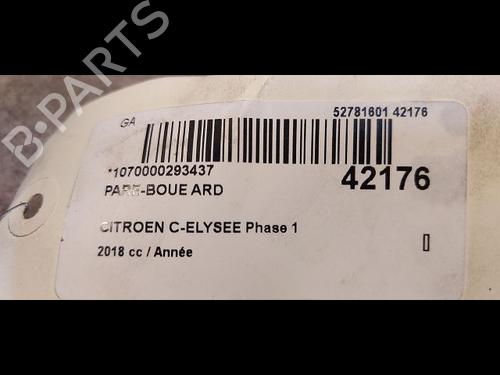 GA
52781601 42176
*1070000293437
42176
PARE-BOUE ARD
CITROEN C-ELYSEE Phase 1
2018 cc / Année
B-PARTS